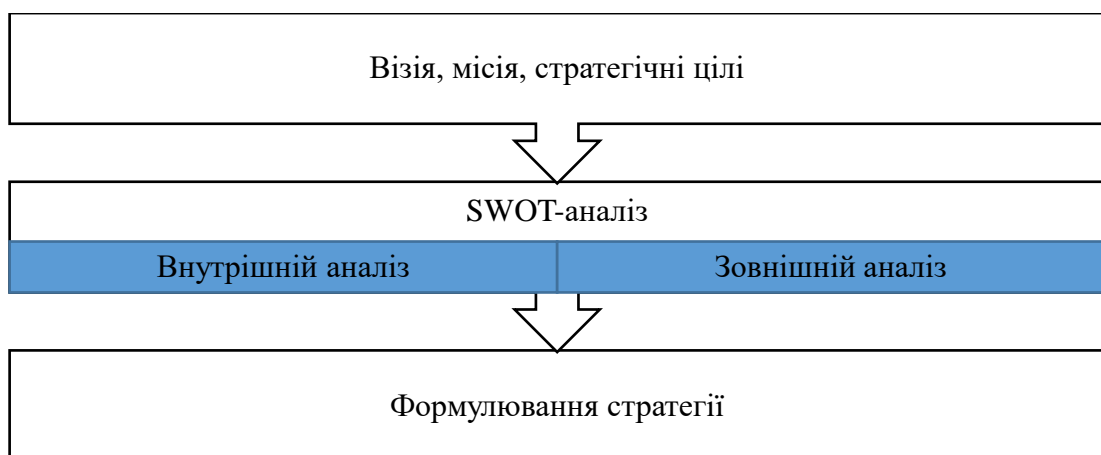 Візія, місія, стратегічні цілі
SWOT-аналіз
Внутрішній аналіз
Зовнішній аналіз
Формулювання стратегії